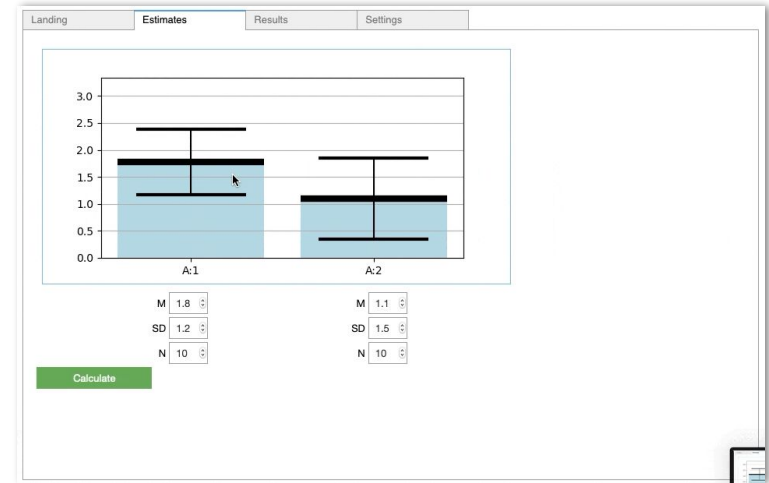 Landing Estimates Results Settings
3.0
2.5
2.0
1.5
1.0
0.5
0.0
A:1 A:2
M 1.8 M 1.1
SD 1.2 SD 1.5
N 10 N 10
Calculate